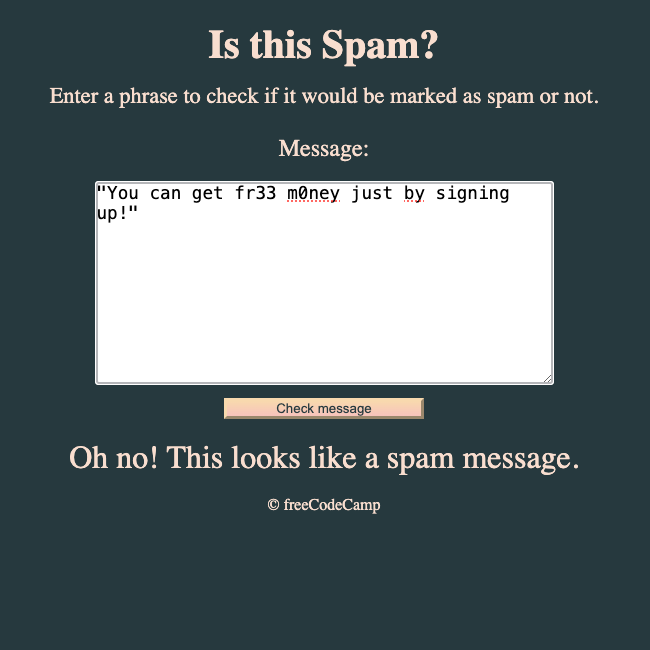 Is this Spam?
Enter a phrase to check if it would be marked as spam or not.
Message:
"You can get fr33 m0ney just by signing
up!"
Check message
Oh no! This looks like a spam message.
© freeCodeCamp